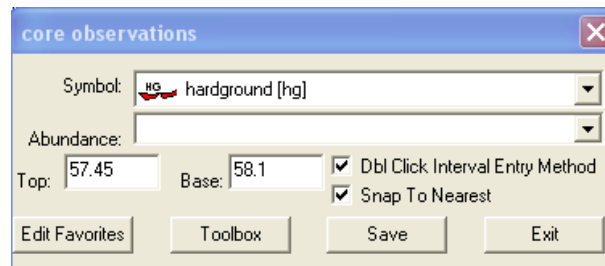 core observations
Symbol: HG hardground [hg]
Abundance:
Top: 57.45 Base: 58.1 Dbl Click Interval Entry Method
Snap To Nearest
Edit Favorites Toolbox Save Exit